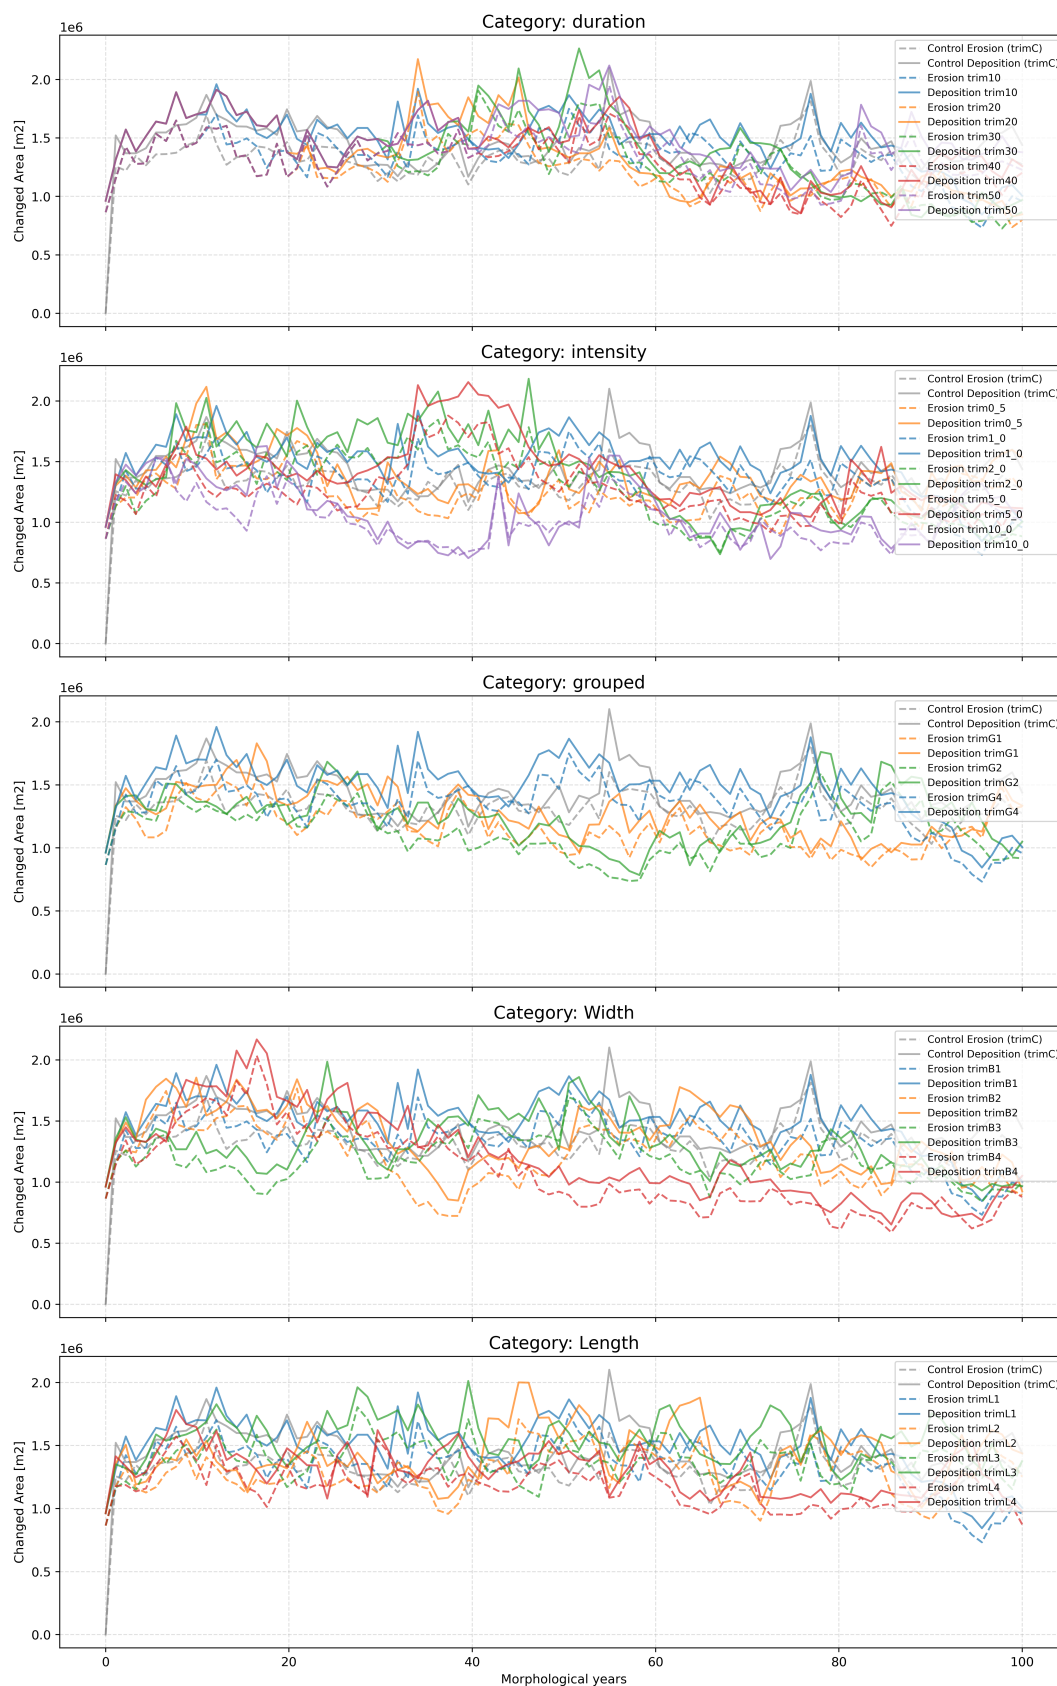 Category: duration
1e6
2.0
1.5
1.0
0.5
0.0
Changed Area [m2]
Control Erosion (trimC)
Control Deposition (trimC)
Erosion trim10
Deposition trim10
Erosion trim20
Deposition trim20
Erosion trim30
Deposition trim30
Erosion trim40
Deposition trim40
Erosion trim50
Deposition trim50
Category: intensity
1e6
2.0
1.5
1.0
0.5
0.0
Changed Area [m2]
Control Erosion (trimC)
Control Deposition (trimC)
Erosion trim0_5
Deposition trim0_5
Erosion trim1_0
Deposition trim1_0
Erosion trim2_0
Deposition trim2_0
Erosion trim5_0
Deposition trim5_0
Erosion trim10_0
Deposition trim10_0
Category: grouped
1e6
2.0
1.5
1.0
0.5
0.0
Changed Area [m2]
Control Erosion (trimC)
Control Deposition (trimC)
Erosion trimG1
Deposition trimG1
Erosion trimG2
Deposition trimG2
Erosion trimG4
Deposition trimG4
Category: Width
1e6
2.0
1.5
1.0
0.5
0.0
Changed Area [m2]
Control Erosion (trimC)
Control Deposition (trimC)
Erosion trimB1
Deposition trimB1
Erosion trimB2
Deposition trimB2
Erosion trimB3
Deposition trimB3
Erosion trimB4
Deposition trimB4
Category: Length
1e6
2.0
1.5
1.0
0.5
0.0
Changed Area [m2]
Control Erosion (trimC)
Control Deposition (trimC)
Erosion trimL1
Deposition trimL1
Erosion trimL2
Deposition trimL2
Erosion trimL3
Deposition trimL3
Erosion trimL4
Deposition trimL4
0 20 40 60 80 100
Morphological years